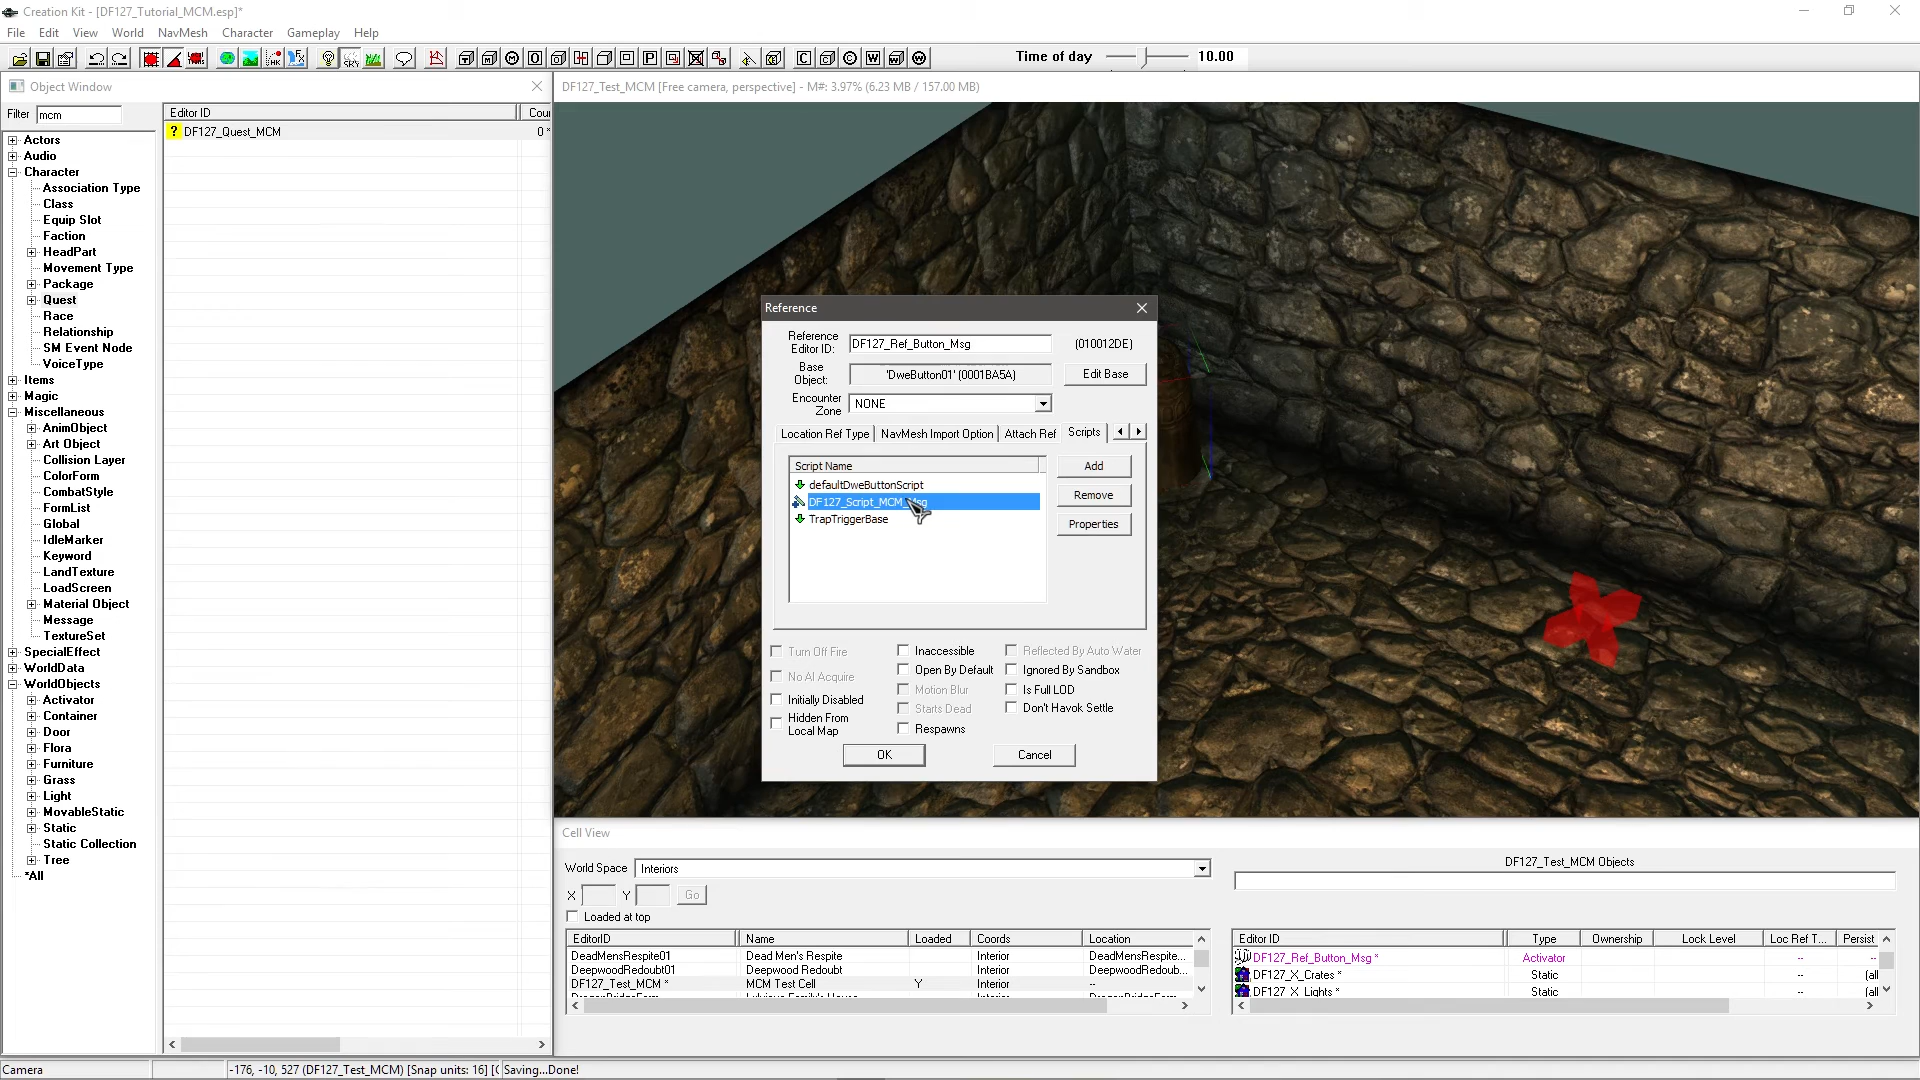 Creation Kit - [DF127_Tutorial_MCM.esp]*
File Edit View World NavMesh Character Gameplay Help
Time of day 10.00
Object Window
DF127_Test_MCM [Free camera, perspective] - M#: 3.97% (6.23 MB / 157.00 MB)
Filter mcm
Editor ID Cour
DF127_Quest_MCM 0 *
Actors
Audio
Character
Association Type
Class
Equip Slot
Faction
HeadPart
Movement Type
Package
Quest
Race
Relationship
SM Event Node
VoiceType
Items
Magic
Miscellaneous
AnimObject
Art Object
Collision Layer
ColorForm
CombatStyle
FormList
Global
IdleMarker
Keyword
LandTexture
LoadScreen
Material Object
Message
TextureSet
SpecialEffect
WorldData
WorldObjects
Activator
Container
Door
Flora
Furniture
Grass
Light
MovableStatic
Static
Static Collection
Tree
*All
Reference
Reference Editor ID: DF127_Ref_Button_Msg (010012DE)
Base Object: 'DweButton01' (0001BA5A) Edit Base
Encounter Zone NONE
Location Ref Type NavMesh Import Option Attach Ref Scripts
Script Name
defaultDweButtonScript
DF127_Script_MCM_Msg
TrapTriggerBase
Add
Remove
Properties
Turn Off Fire
No AI Acquire
Initially Disabled
Hidden From Local Map
Inaccessible
Open By Default
Motion Blur
Starts Dead
Respawns
Reflected By Auto Water
Ignored By Sandbox
Is Full LOD
Don't Havok Settle
OK Cancel
Cell View
World Space Interiors
X Y Go
Loaded at top
EditorID Name Loaded Coords Location
DeadMensRespite01 Dead Men's Respite Interior DeadMensRespite...
DeepwoodRedoubt01 Deepwood Redoubt Interior DeepwoodRedoub...
DF127_Test_MCM * MCM Test Cell Y Interior --
DF127_Test_MCM Objects
Editor ID Type Ownership Lock Level Loc Ref T... Persist
DF127_Ref_Button_Msg * Activator -- --
DF127_X_Crates * Static -- (all
DF127_X_Lights * Static -- (all
Camera -176, -10, 527 (DF127_Test_MCM) [Snap units: 16] [( Saving...Done!